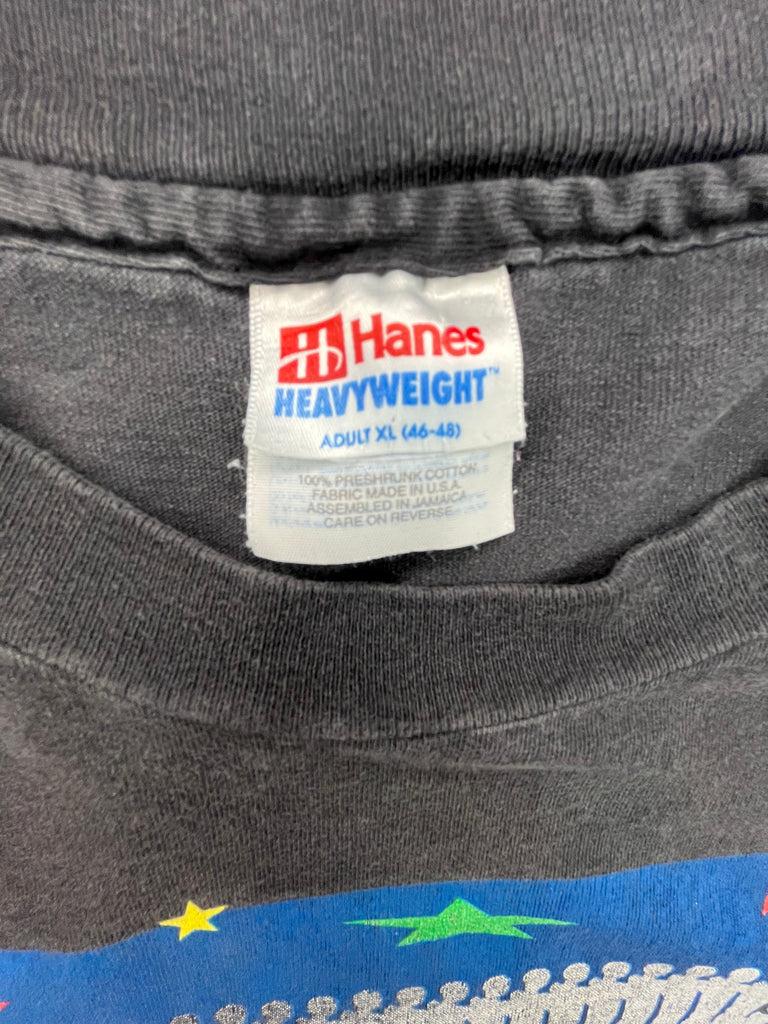 Hanes
HEAVYWEIGHT™
ADULT XL (46-48)
100% PRESHRUNK COTTON
FABRIC MADE IN U.S.A.
ASSEMBLED IN JAMAICA
CARE ON REVERSE